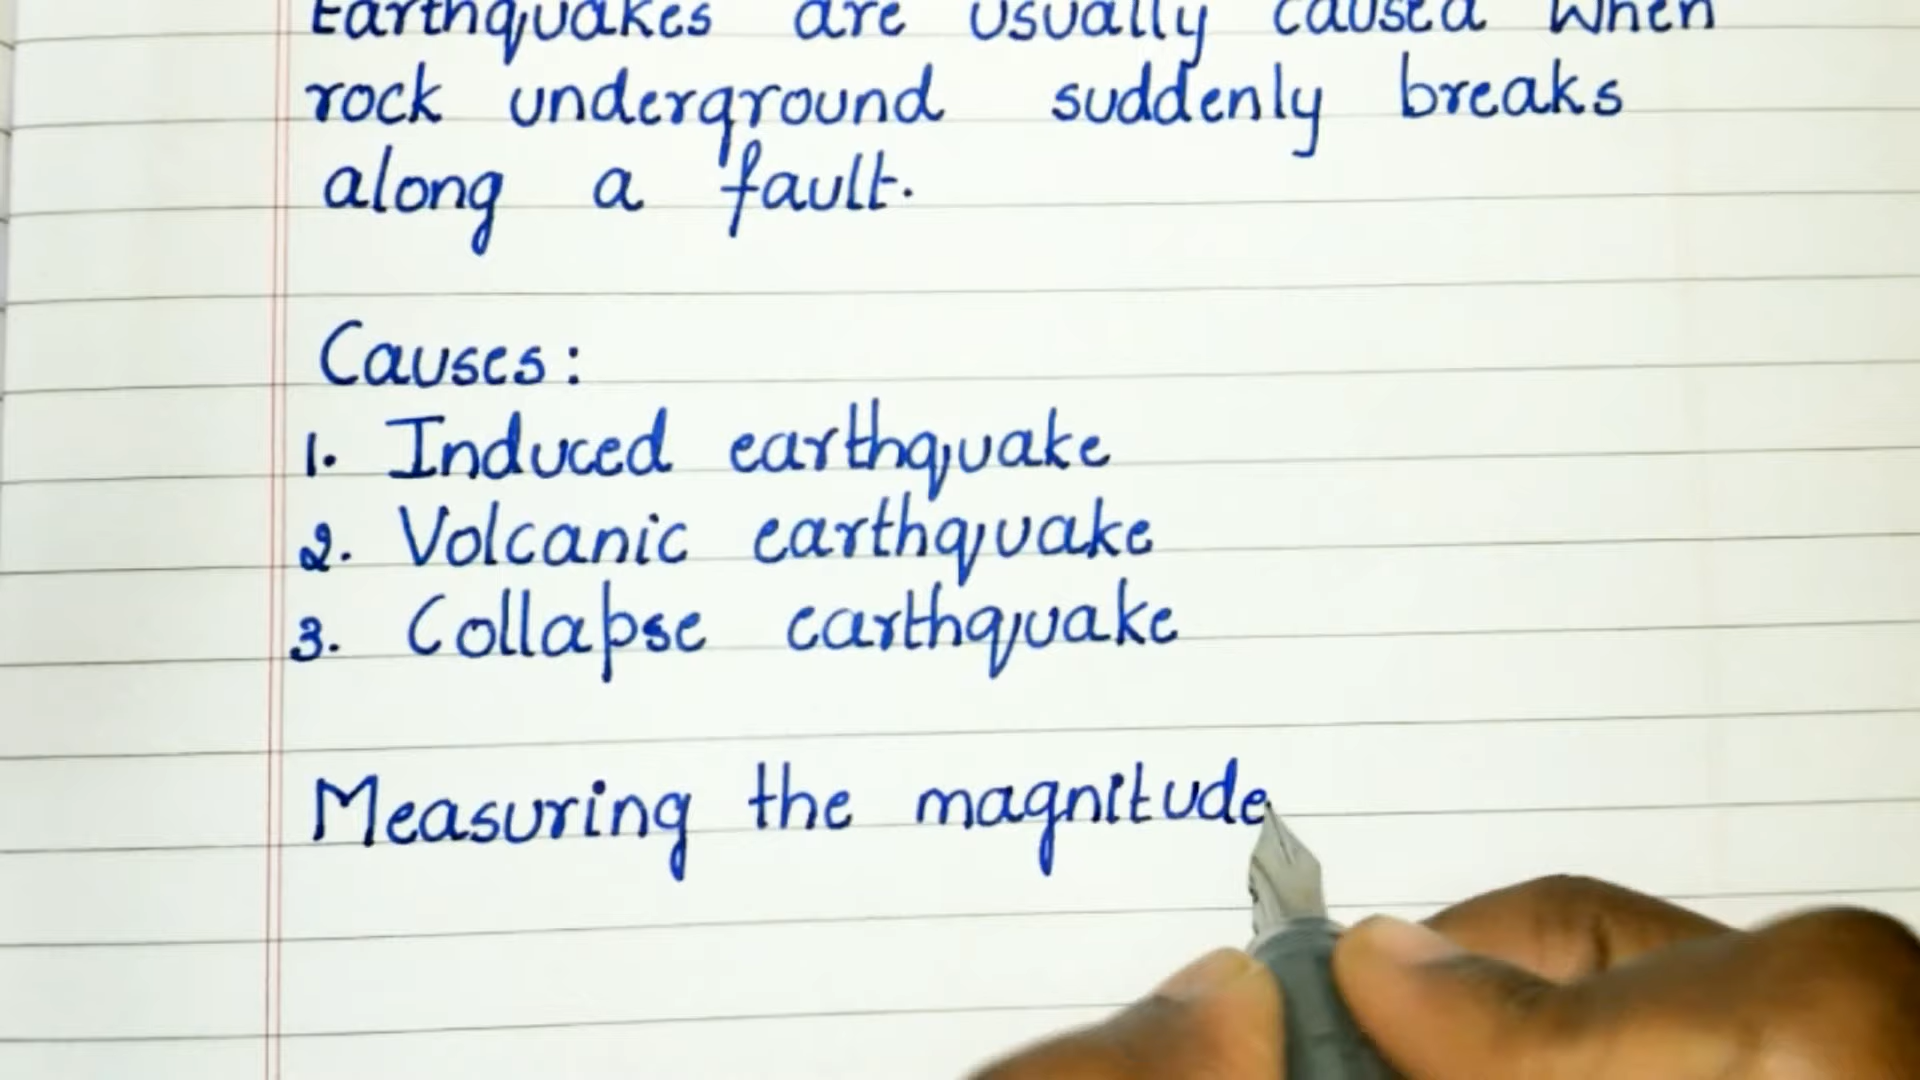 Earthquakes are usually caused when
rock underground suddenly breaks
along a fault.
Causes:
1. Induced earthquake
2. Volcanic earthquake
3. Collapse earthquake
Measuring the magnitude